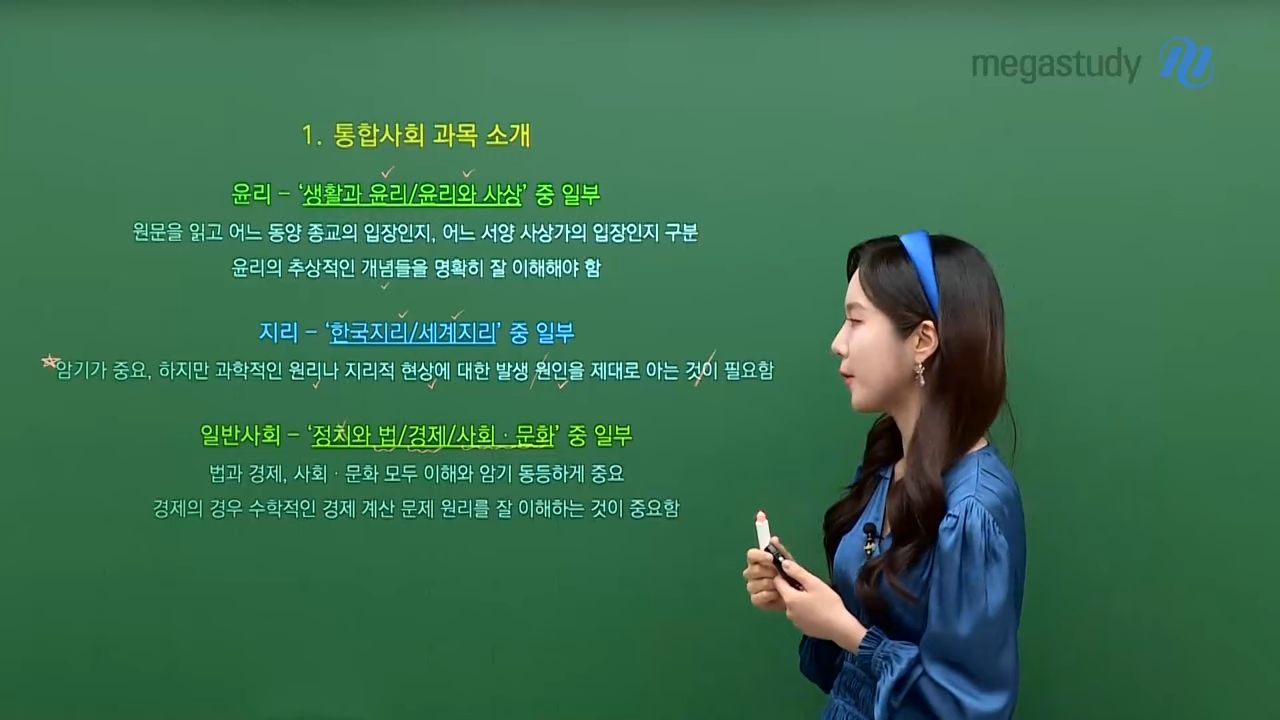 megastudy
1. 통합사회 과목 소개
윤리 – ‘생활과 윤리/윤리와 사상’ 중 일부
원문을 읽고 어느 동양 종교의 입장인지, 어느 서양 사상가의 입장인지 구분
윤리의 추상적인 개념들을 명확히 잘 이해해야 함
지리 – ‘한국지리/세계지리’ 중 일부
암기가 중요, 하지만 과학적인 원리나 지리적 현상에 대한 발생 원인을 제대로 아는 것이 필요함
일반사회 – ‘정치와 법/경제/사회 · 문화’ 중 일부
법과 경제, 사회 · 문화 모두 이해와 암기 동등하게 중요
경제의 경우 수학적인 경제 계산 문제 원리를 잘 이해하는 것이 중요함